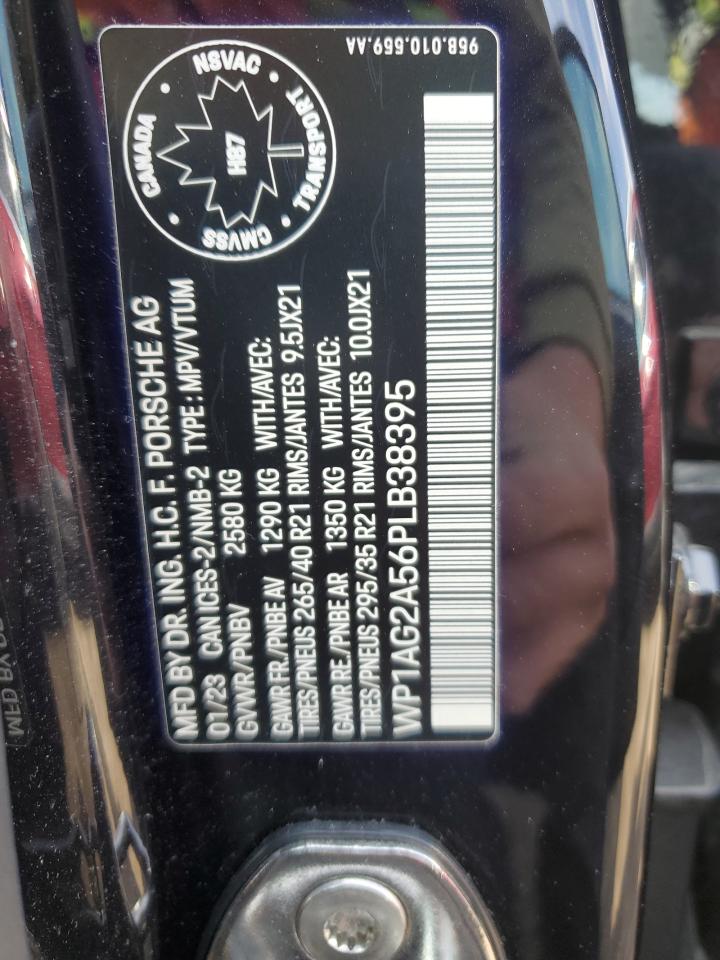 MFD BY DR. ING. H.C. F. PORSCHE AG
01/23 CAN ICES-2/NMB-2 TYPE : MPV/VTUM
GVWR/PNBV 2580 KG
GAWR FR./PNBE AV 1290 KG WITH/AVEC:
TIRES/PNEUS 265/40 R21 RIMS/JANTES 9.5JX21
GAWR RE./PNBE AR 1350 KG WITH/AVEC:
TIRES/PNEUS 295/35 R21 RIMS/JANTES 10.0JX21
WP1AG2A56PLB38395
CANADA • NSVAC • TRANSPORT • CMVSS •
H87
958.010.559.AA